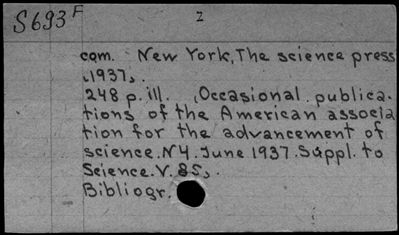 S693F
2
com. New York, The science press
(1937).
248 p. ill. (Occasional publica-
tions of the American associa
tion for the advancement of
science. N4. June 1937. Suppl. to
Science. V. 85).
Bibliogr.